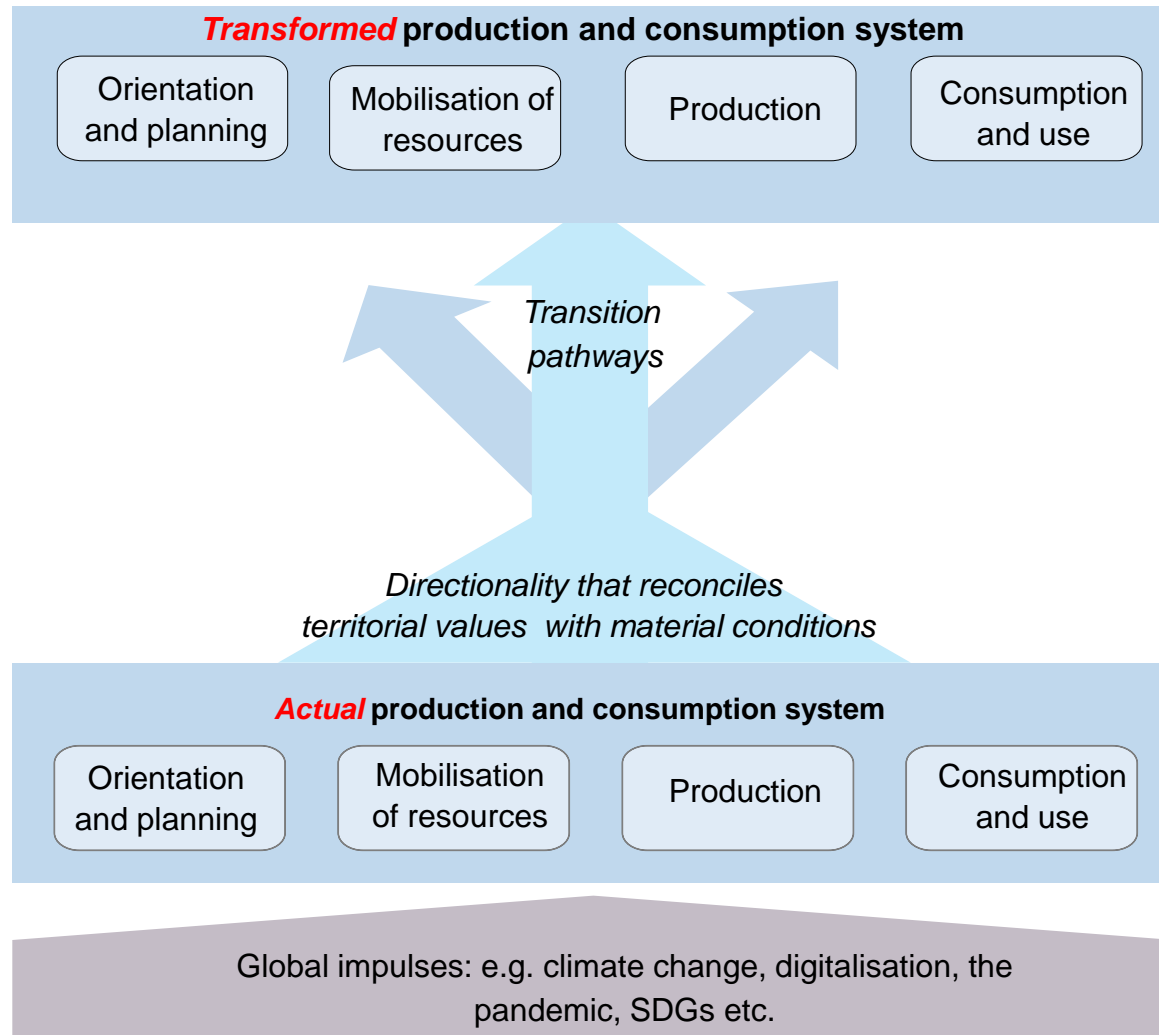 Transformed production and consumption system
Orientation
and planning
Mobilisation of
resources
Production
Consumption
and use
Transition
pathways
Directionality that reconciles
territorial values with material conditions
Actual production and consumption system
Orientation
and planning
Mobilisation
of resources
Production
Consumption
and use
Global impulses: e.g. climate change, digitalisation, the
pandemic, SDGs etc.